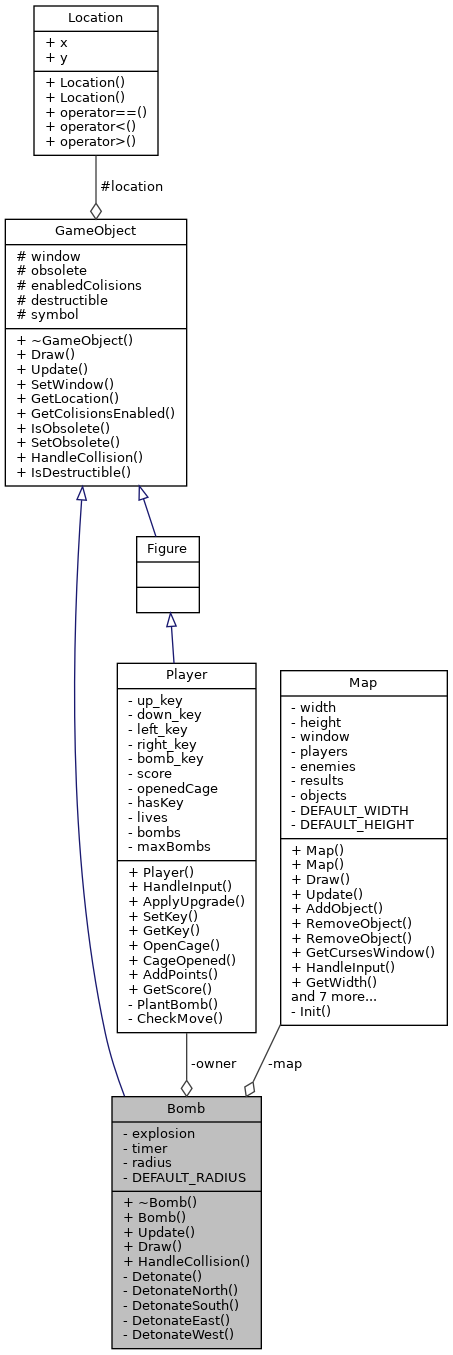 Location
+ x
+ y
+ Location()
+ Location()
+ operator==()
+ operator<()
+ operator>()
#location
GameObject
# window
# obsolete
# enabledColisions
# destructible
# symbol
+ ~GameObject()
+ Draw()
+ Update()
+ SetWindow()
+ GetLocation()
+ GetColisionsEnabled()
+ IsObsolete()
+ SetObsolete()
+ HandleCollision()
+ IsDestructible()
Figure
Player
- up_key
- down_key
- left_key
- right_key
- bomb_key
- score
- openedCage
- hasKey
- lives
- bombs
- maxBombs
+ Player()
+ HandleInput()
+ ApplyUpgrade()
+ SetKey()
+ GetKey()
+ OpenCage()
+ CageOpened()
+ AddPoints()
+ GetScore()
- PlantBomb()
- CheckMove()
Map
- width
- height
- window
- players
- enemies
- results
- objects
- DEFAULT_WIDTH
- DEFAULT_HEIGHT
+ Map()
+ Map()
+ Draw()
+ Update()
+ AddObject()
+ RemoveObject()
+ RemoveObject()
+ GetCursesWindow()
+ HandleInput()
+ GetWidth()
and 7 more...
- Init()
-owner
-map
Bomb
- explosion
- timer
- radius
- DEFAULT_RADIUS
+ ~Bomb()
+ Bomb()
+ Update()
+ Draw()
+ HandleCollision()
- Detonate()
- DetonateNorth()
- DetonateSouth()
- DetonateEast()
- DetonateWest()